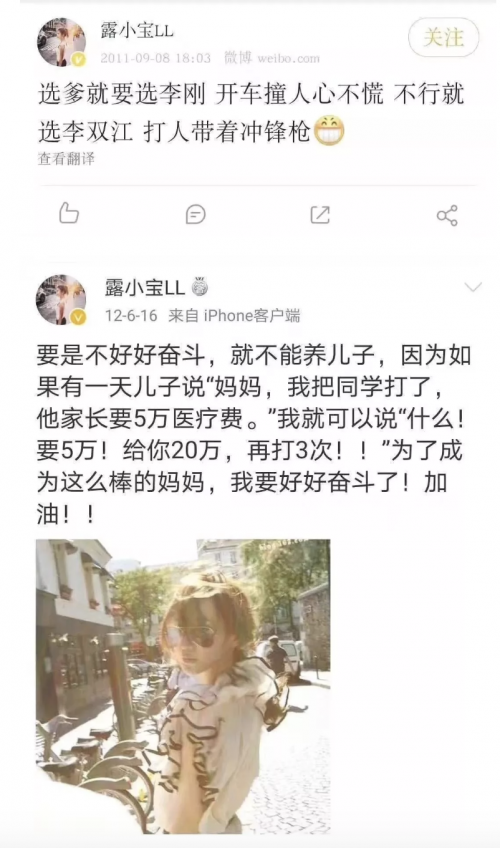 露小宝LL
关注
2011-09-08 18:03 微博 weibo.com
选爹就要选李刚 开车撞人心不慌 不行就
选李双江 打人带着冲锋枪😁
查看翻译
露小宝LL
12-6-16 来自 iPhone客户端
要是不好好奋斗，就不能养儿子，因为如
果有一天儿子说“妈妈，我把同学打了，
他家长要5万医疗费。”我就可以说“什么！
要5万！给你20万，再打3次！！”为了成
为这么棒的妈妈，我要好好奋斗了！加
油！！